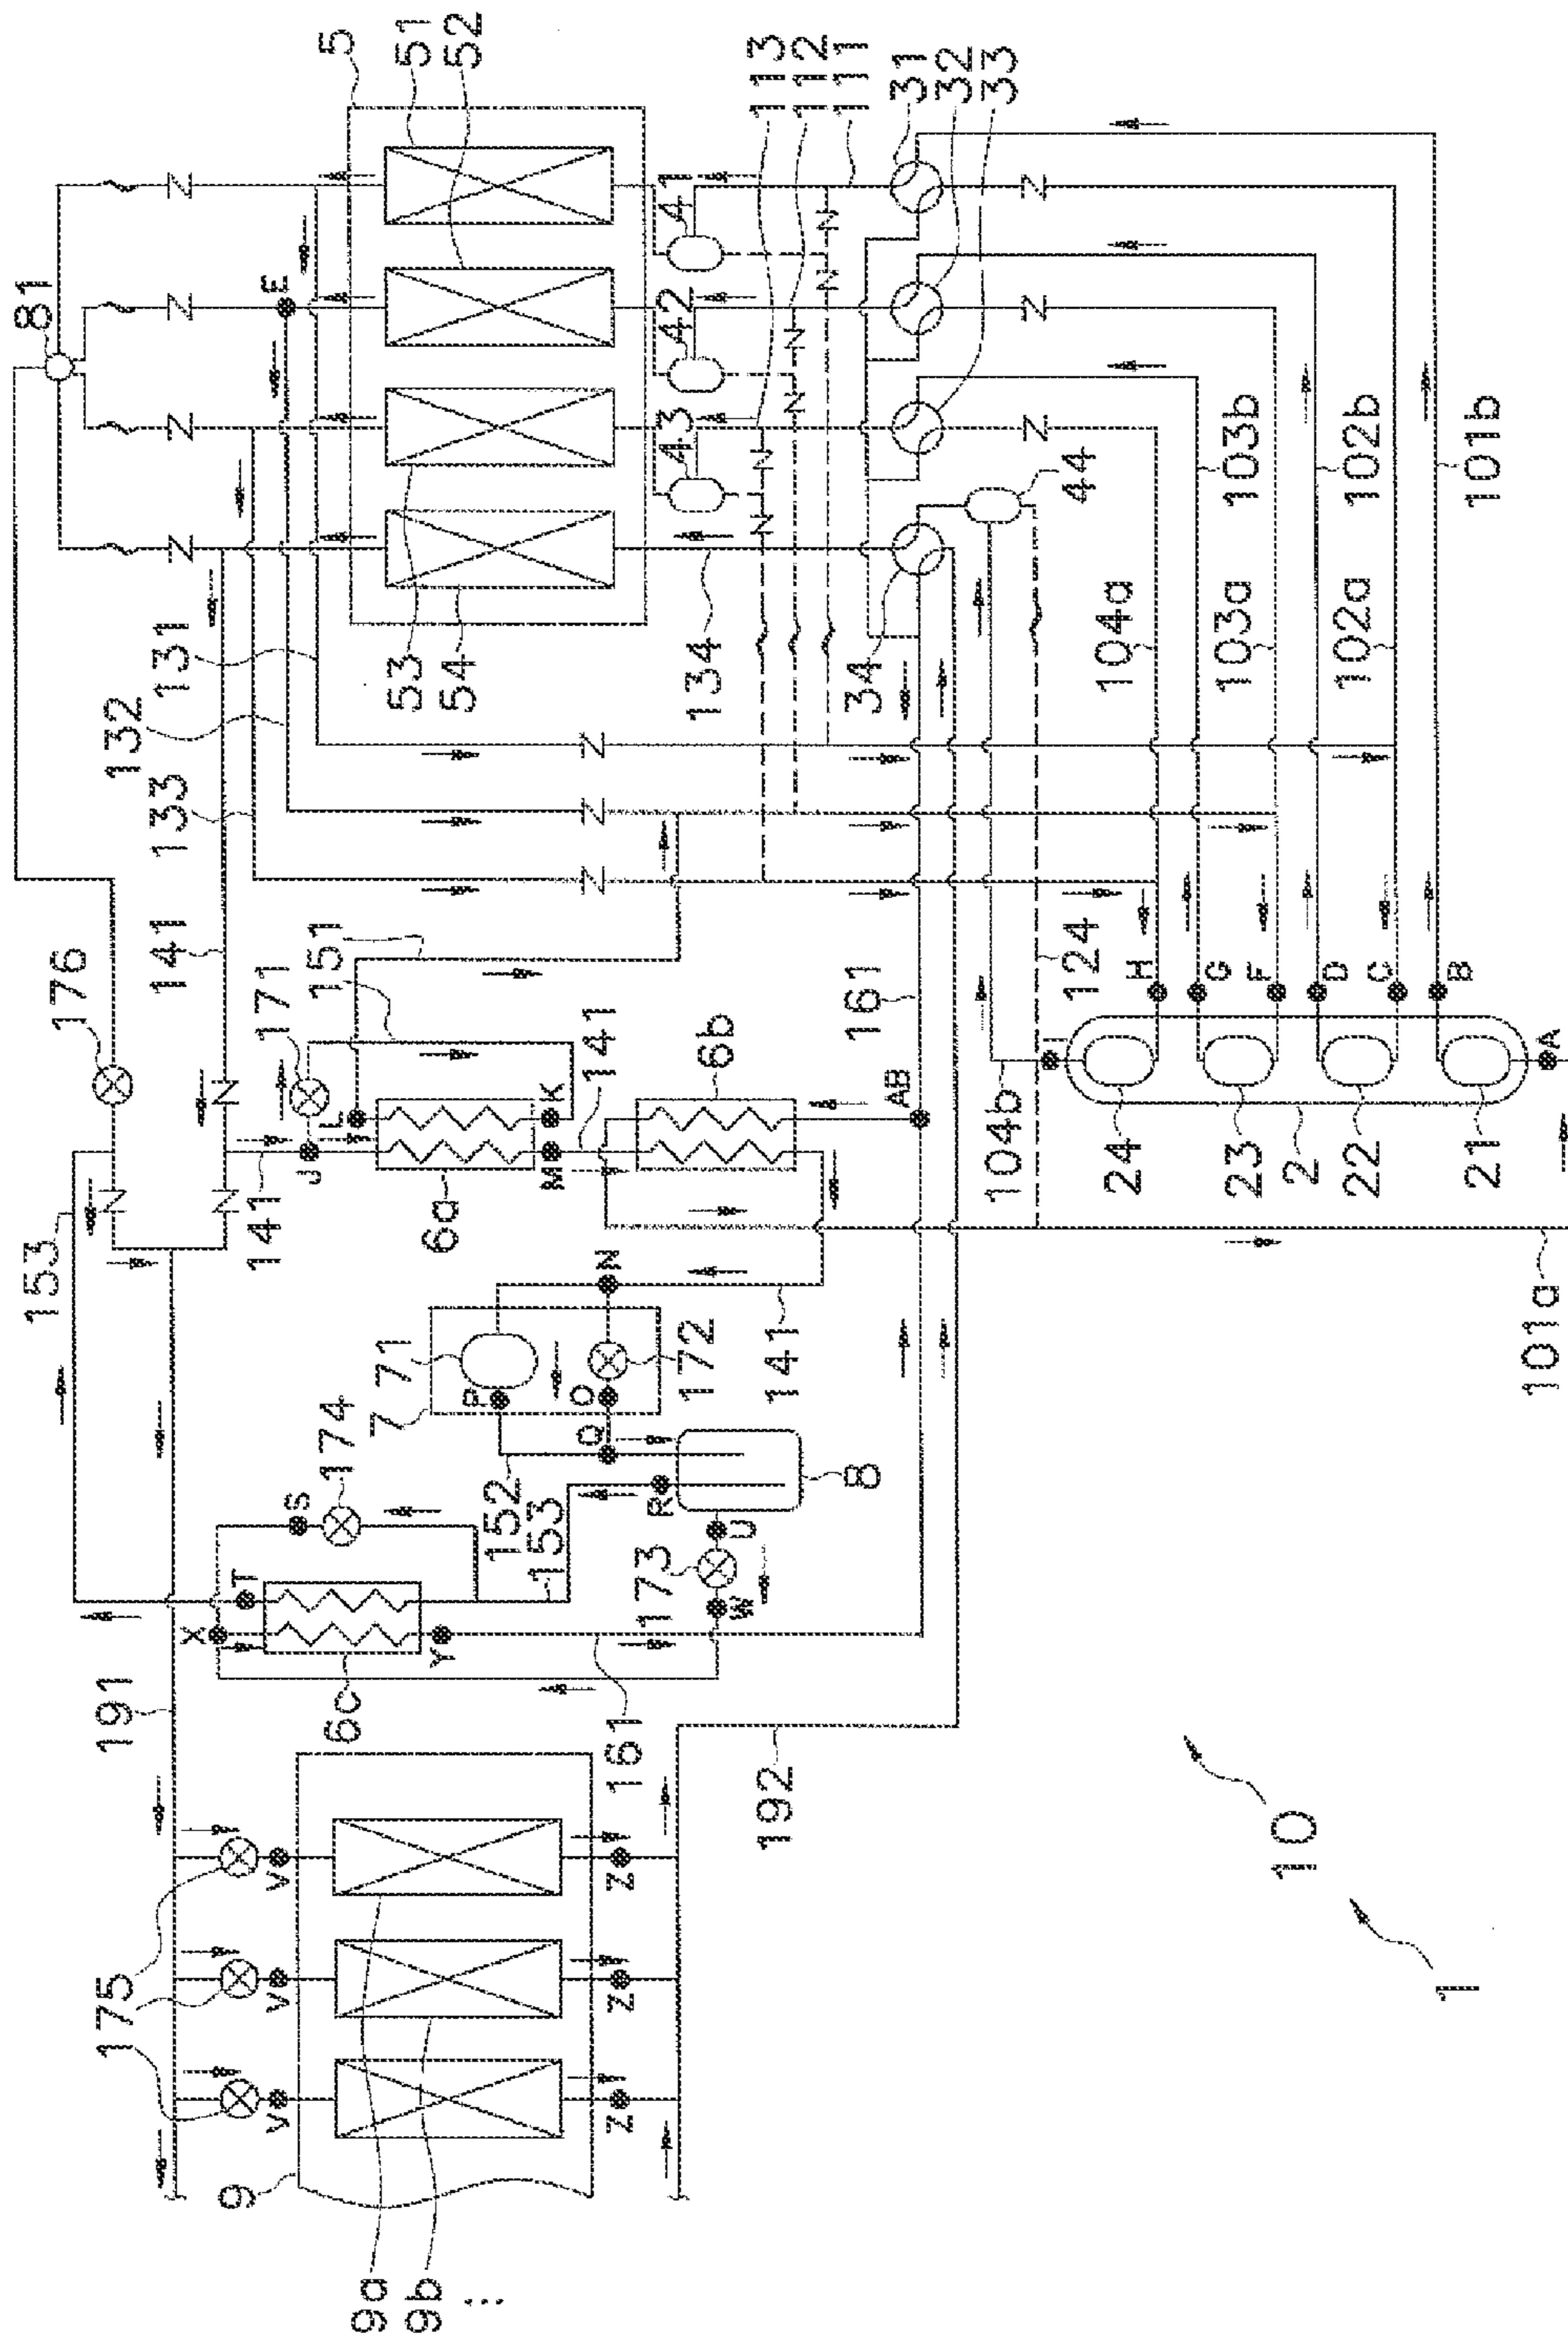 81
5
51
52
E
113
112
111
31
32
33
41
42
43
44
53
54
134
34
131
132
133
141
176
171
151
J
L
K
M
141
6a
6b
141
153
161
AB
104a
103b
103a
102b
102a
101b
124
104b
H
G
F
D
C
B
A
I
24
23
2
22
21
101a
N
71
7
P
O
Q
172
141
174
S
T
X
Y
6c
152
153
R
8
U
173
W
161
191
192
175
V
V
V
Z
Z
Z
9
9a
9b
⋮
10
1